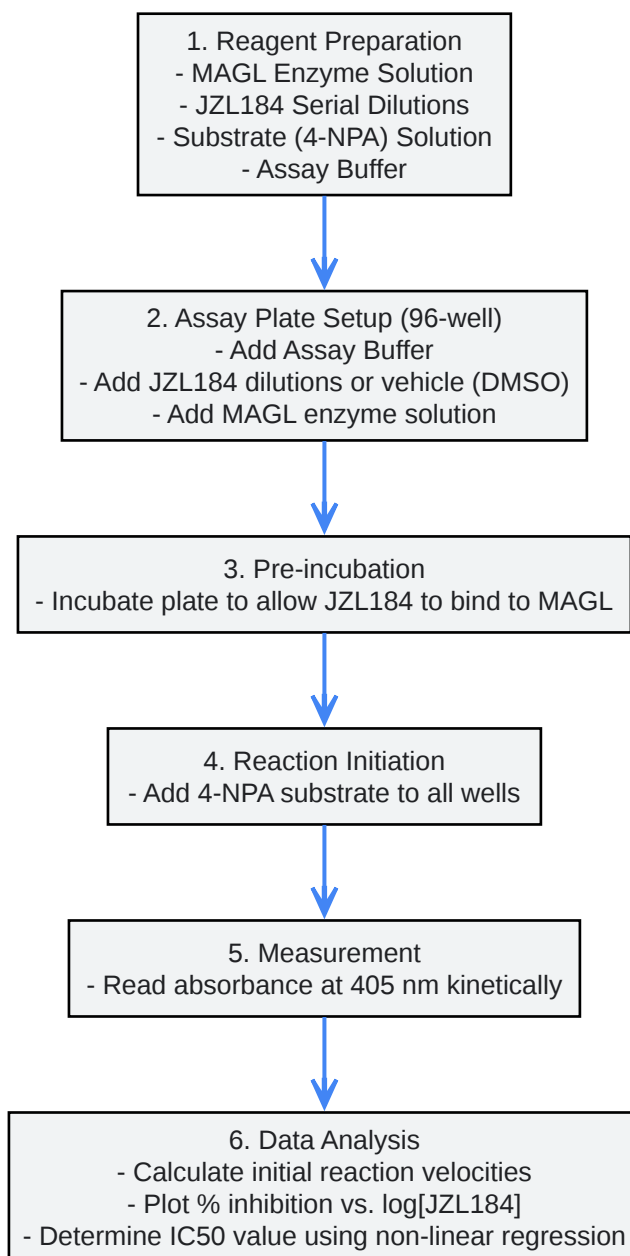 1. Reagent Preparation
- MAGL Enzyme Solution
- JZL184 Serial Dilutions
- Substrate (4-NPA) Solution
- Assay Buffer
2. Assay Plate Setup (96-well)
- Add Assay Buffer
- Add JZL184 dilutions or vehicle (DMSO)
- Add MAGL enzyme solution
3. Pre-incubation
- Incubate plate to allow JZL184 to bind to MAGL
4. Reaction Initiation
- Add 4-NPA substrate to all wells
5. Measurement
- Read absorbance at 405 nm kinetically
6. Data Analysis
- Calculate initial reaction velocities
- Plot % inhibition vs. log[JZL184]
- Determine IC50 value using non-linear regression